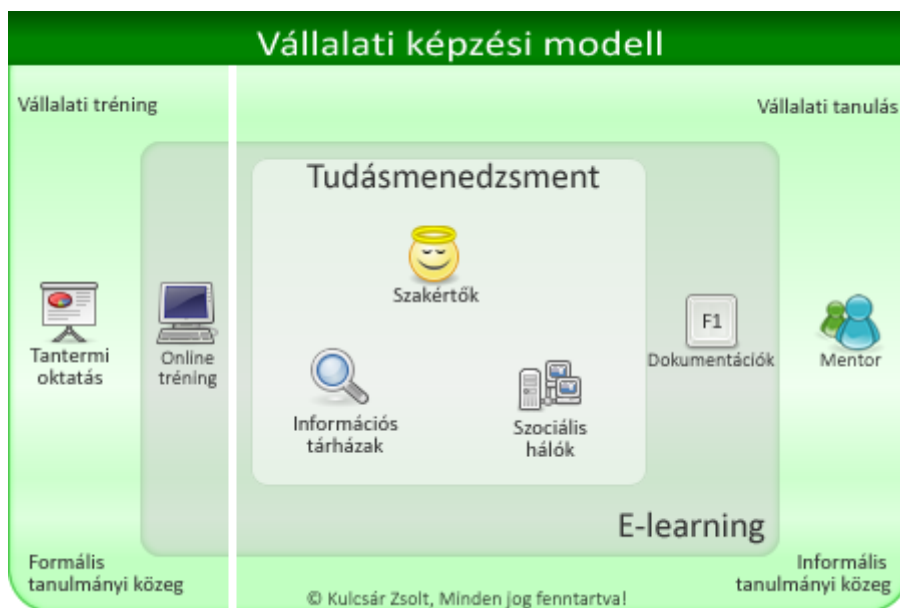 Vállalati képzési modell
Vállalati tréning
Vállalati tanulás
Tudásmenedzsment
Szakértők
Tantermi
oktatás
Online
tréning
Információs
tárházak
Szociális
hálók
F1
Dokumentációk
Mentor
E-learning
Formális
tanulmányi közeg
Informális
tanulmányi közeg
© Kulcsár Zsolt, Minden jog fenntartva!